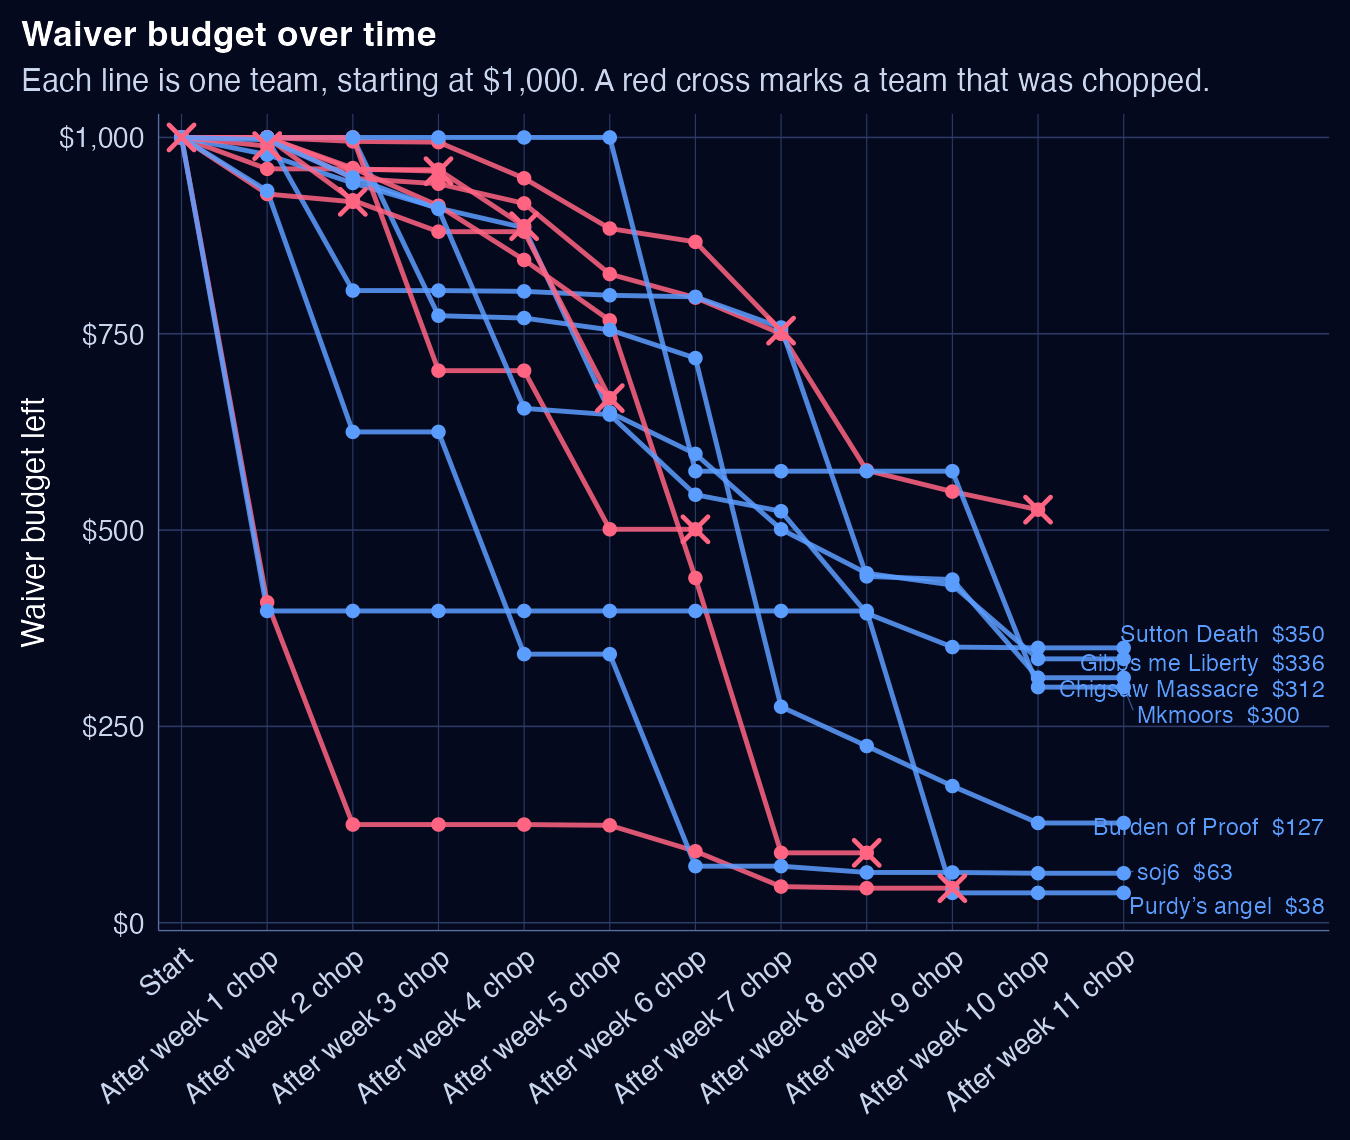 Waiver budget over time
Each line is one team, starting at $1,000. A red cross marks a team that was chopped.
Waiver budget left
$1,000
$750
$500
$250
$0
Sutton Death $350
Gibbs me Liberty $336
Chigsaw Massacre $312
Mkmoors $300
Burden of Proof $127
soj6 $63
Purdy’s angel $38
Start
After week 1 chop
After week 2 chop
After week 3 chop
After week 4 chop
After week 5 chop
After week 6 chop
After week 7 chop
After week 8 chop
After week 9 chop
After week 10 chop
After week 11 chop